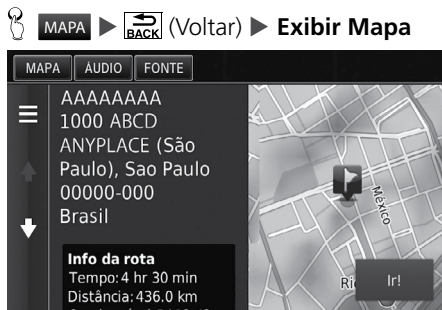 MAPA ▶ BACK (Voltar) ▶ Exibir Mapa
MAPA ÁUDIO FONTE
AAAAAAAA
1000 ABCD
ANYPLACE (São
Paulo), Sao Paulo
00000-000
Brasil
Info da rota
Tempo: 4 hr 30 min
Distância: 436.0 km
México
Ir!